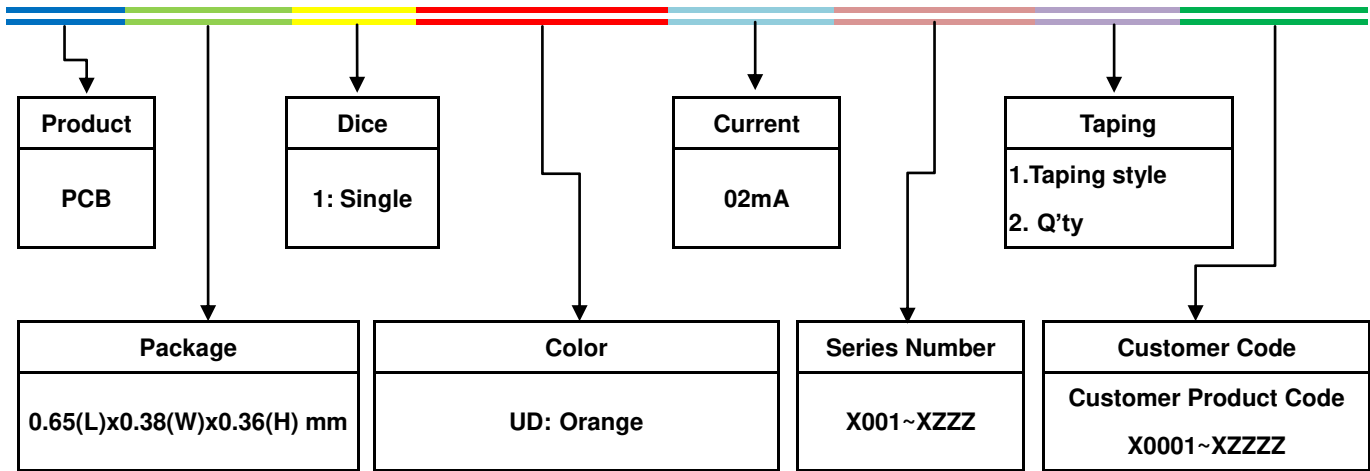 Product
PCB
Dice
1: Single
Current
02mA
Taping
1.Taping style
2. Q’ty
Package
0.65(L)x0.38(W)x0.36(H) mm
Color
UD: Orange
Series Number
X001~XZZZ
Customer Code
Customer Product Code
X0001~XZZZZ